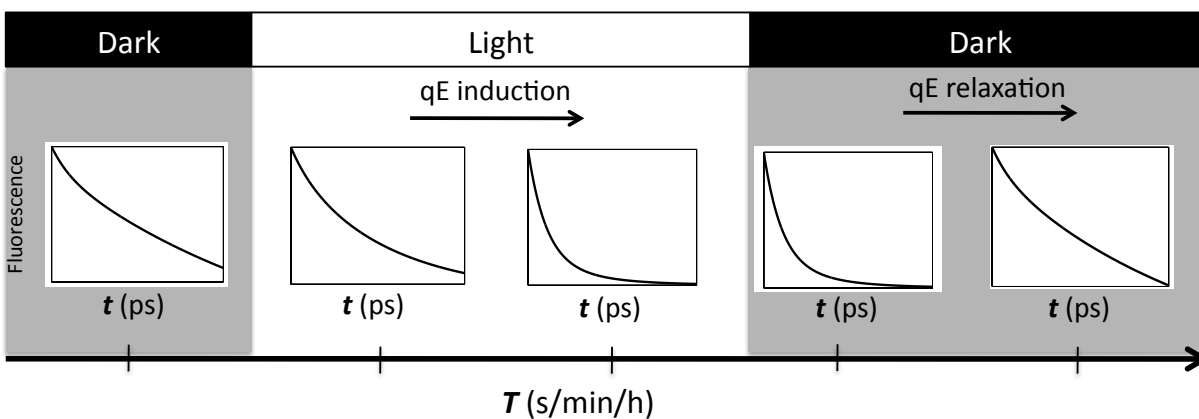 Dark
Light
Dark
qE induction
qE relaxation
Fluorescence
t (ps)
t (ps)
t (ps)
t (ps)
t (ps)
T (s/min/h)